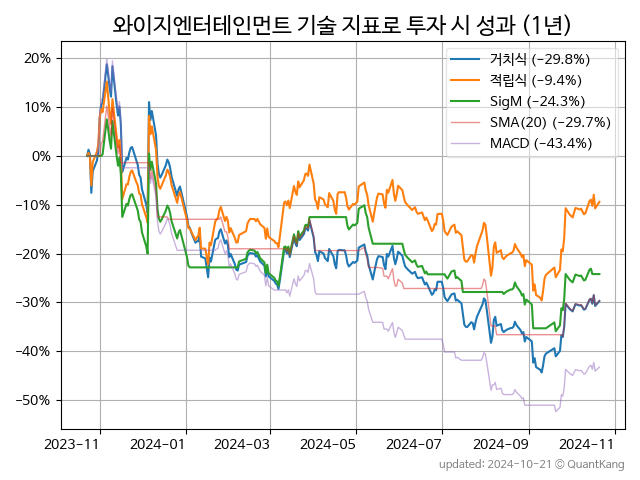 와이지엔터테인먼트 기술 지표로 투자 시 성과 (1년)
거치식 (−29.8%)
적립식 (−9.4%)
SigM (−24.3%)
SMA(20) (−29.7%)
MACD (−43.4%)
20%
10%
0%
−10%
−20%
−30%
−40%
−50%
2023−11 2024−01 2024−03 2024−05 2024−07 2024−09 2024−11
updated: 2024-10-21 © QuantKang